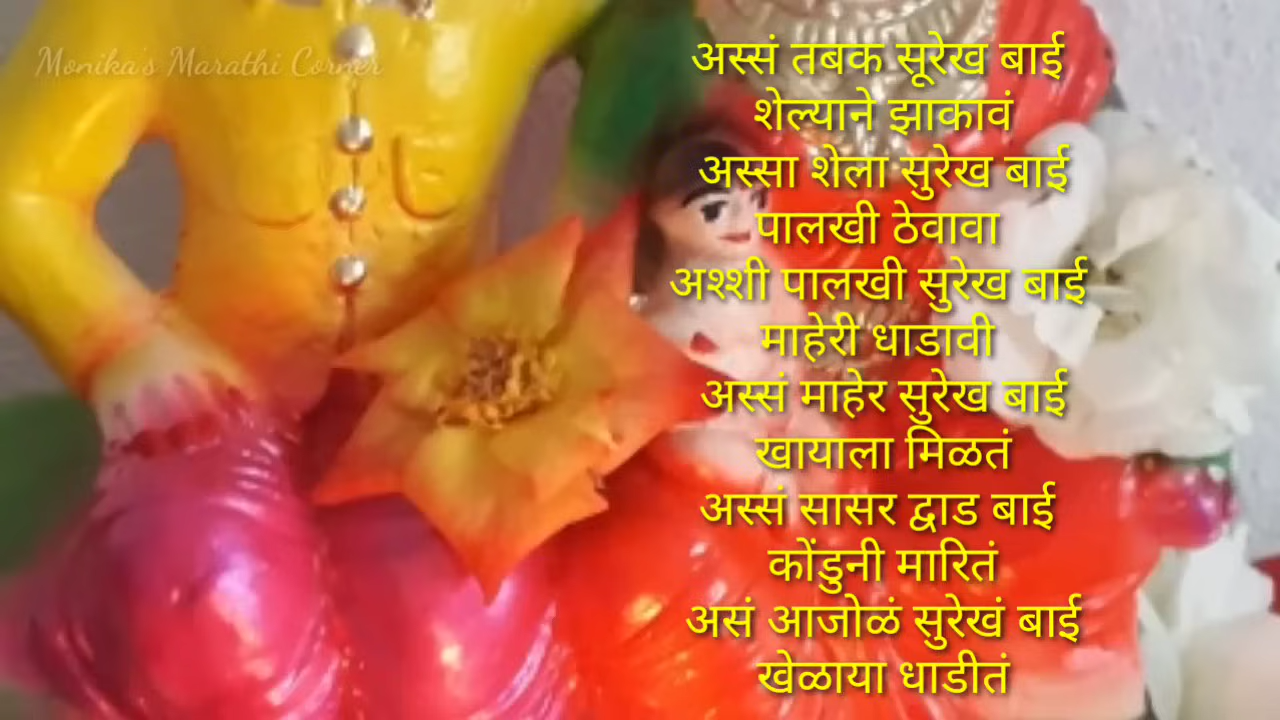 Monika's Marathi Corner
अस्सं तबक सूरेख बाई
शेल्याने झाकावं
अस्सा शेला सुरेख बाई
पालखी ठेवावा
अश्शी पालखी सुरेख बाई
माहेरी धाडावी
अस्सं माहेर सुरेख बाई
खायाला मिळतं
अस्सं सासर द्वाड बाई
कोंडुनी मारितं
असं आजोळं सुरेखं बाई
खेळाया धाडीतं